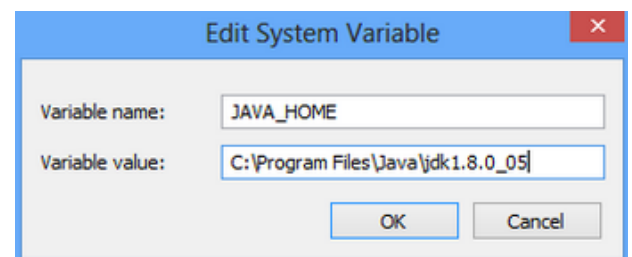 Edit System Variable
Variable name: JAVA_HOME
Variable value: C:\Program Files\Java\jdk1.8.0_05
OK Cancel